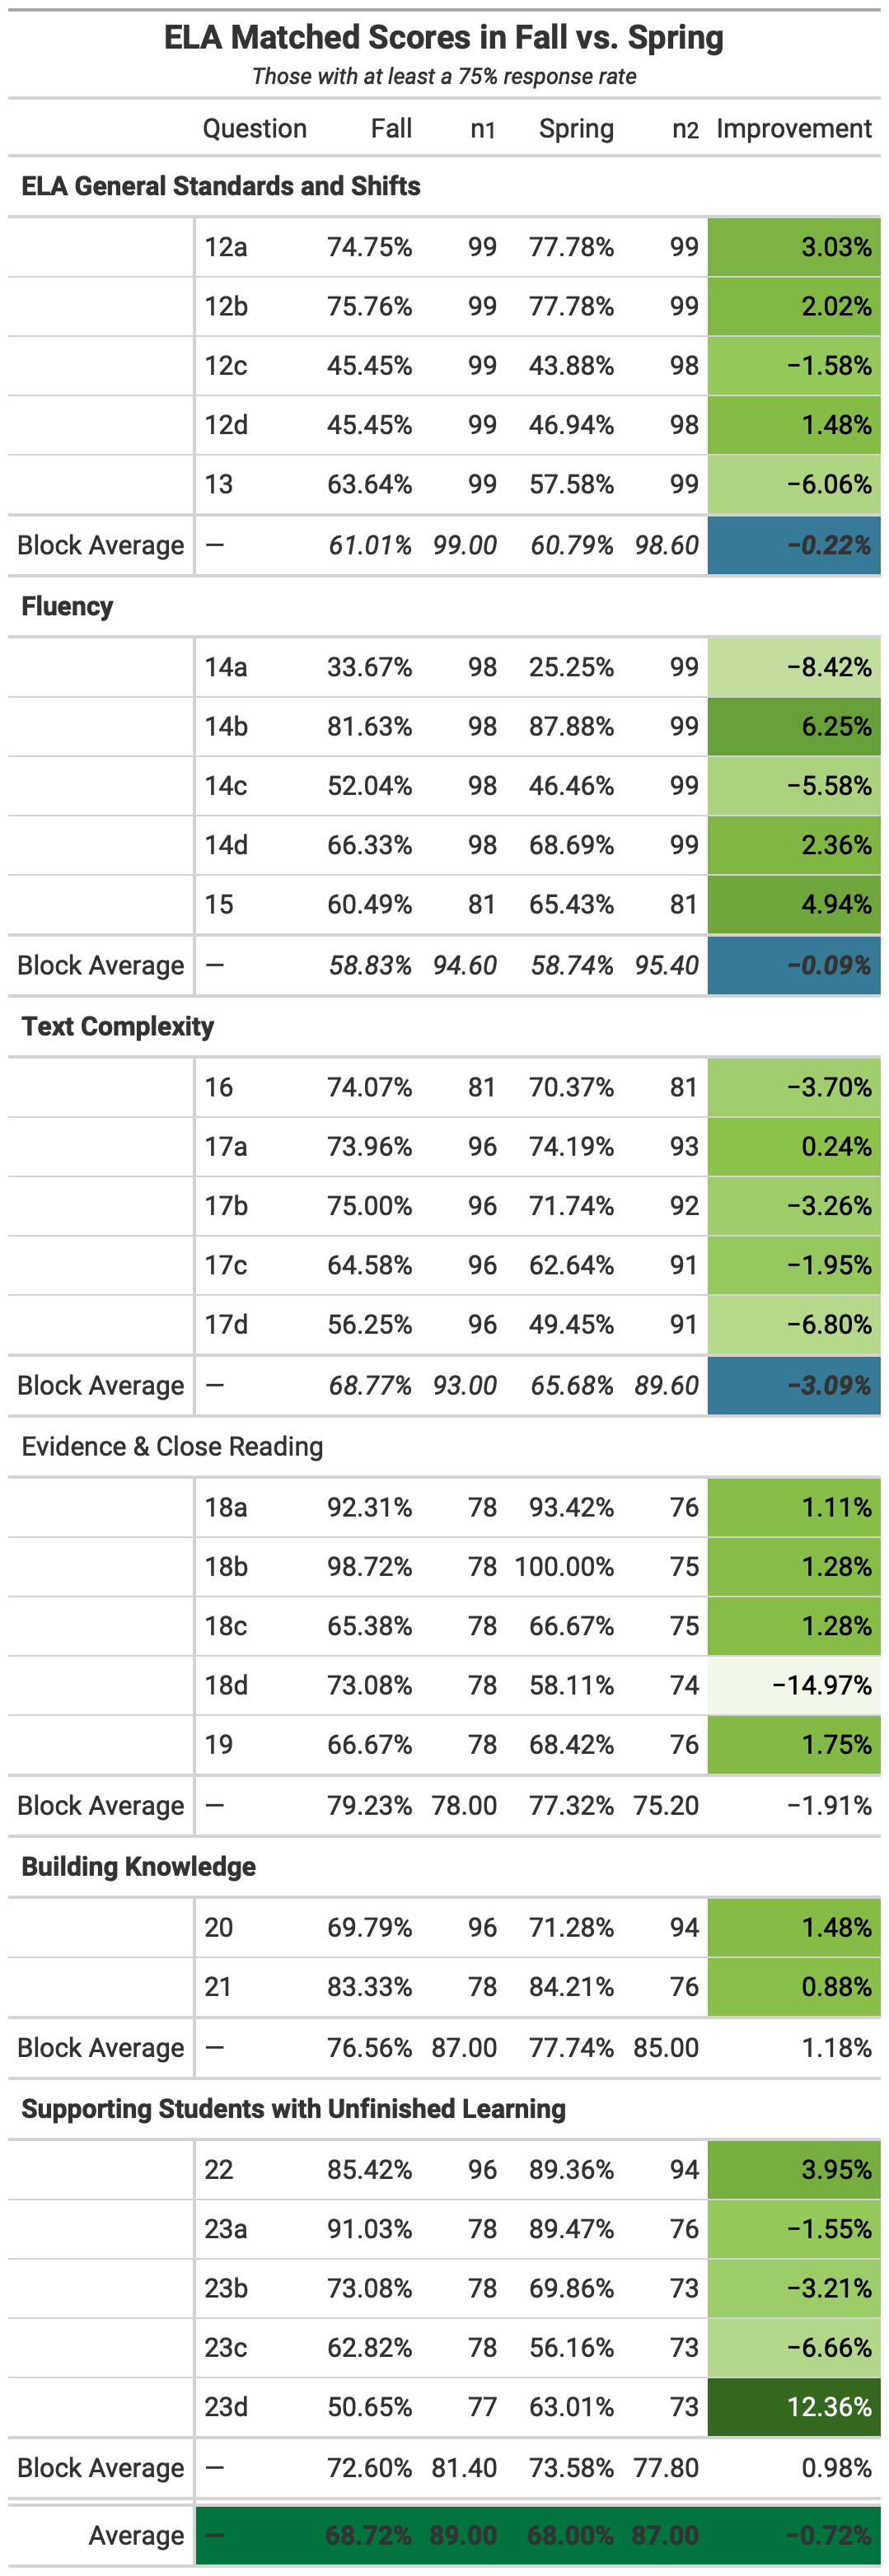 ELA Matched Scores in Fall vs. Spring
Those with at least a 75% response rate
Question Fall n1 Spring n2 Improvement
ELA General Standards and Shifts
12a 74.75% 99 77.78% 99 3.03%
12b 75.76% 99 77.78% 99 2.02%
12c 45.45% 99 43.88% 98 −1.58%
12d 45.45% 99 46.94% 98 1.48%
13 63.64% 99 57.58% 99 −6.06%
Block Average — 61.01% 99.00 60.79% 98.60 −0.22%
Fluency
14a 33.67% 98 25.25% 99 −8.42%
14b 81.63% 98 87.88% 99 6.25%
14c 52.04% 98 46.46% 99 −5.58%
14d 66.33% 98 68.69% 99 2.36%
15 60.49% 81 65.43% 81 4.94%
Block Average — 58.83% 94.60 58.74% 95.40 −0.09%
Text Complexity
16 74.07% 81 70.37% 81 −3.70%
17a 73.96% 96 74.19% 93 0.24%
17b 75.00% 96 71.74% 92 −3.26%
17c 64.58% 96 62.64% 91 −1.95%
17d 56.25% 96 49.45% 91 −6.80%
Block Average — 68.77% 93.00 65.68% 89.60 −3.09%
Evidence & Close Reading
18a 92.31% 78 93.42% 76 1.11%
18b 98.72% 78 100.00% 75 1.28%
18c 65.38% 78 66.67% 75 1.28%
18d 73.08% 78 58.11% 74 −14.97%
19 66.67% 78 68.42% 76 1.75%
Block Average — 79.23% 78.00 77.32% 75.20 −1.91%
Building Knowledge
20 69.79% 96 71.28% 94 1.48%
21 83.33% 78 84.21% 76 0.88%
Block Average — 76.56% 87.00 77.74% 85.00 1.18%
Supporting Students with Unfinished Learning
22 85.42% 96 89.36% 94 3.95%
23a 91.03% 78 89.47% 76 −1.55%
23b 73.08% 78 69.86% 73 −3.21%
23c 62.82% 78 56.16% 73 −6.66%
23d 50.65% 77 63.01% 73 12.36%
Block Average — 72.60% 81.40 73.58% 77.80 0.98%
Average — 68.72% 89.00 68.00% 87.00 −0.72%